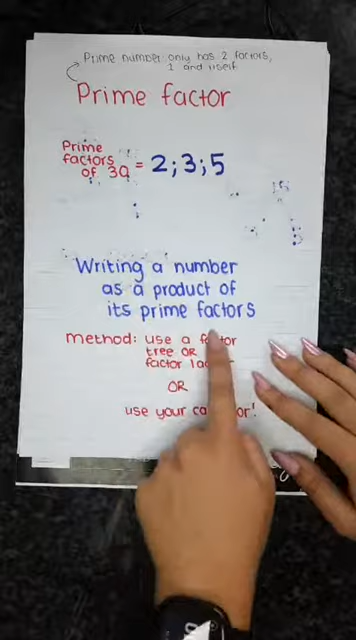 Prime number: only has 2 factors,
1 and itself
Prime factor
Prime
factors
of 30 = 2;3;5
Writing a number
as a product of
its prime factors
method: use a factor
tree OR
factor
OR
use your